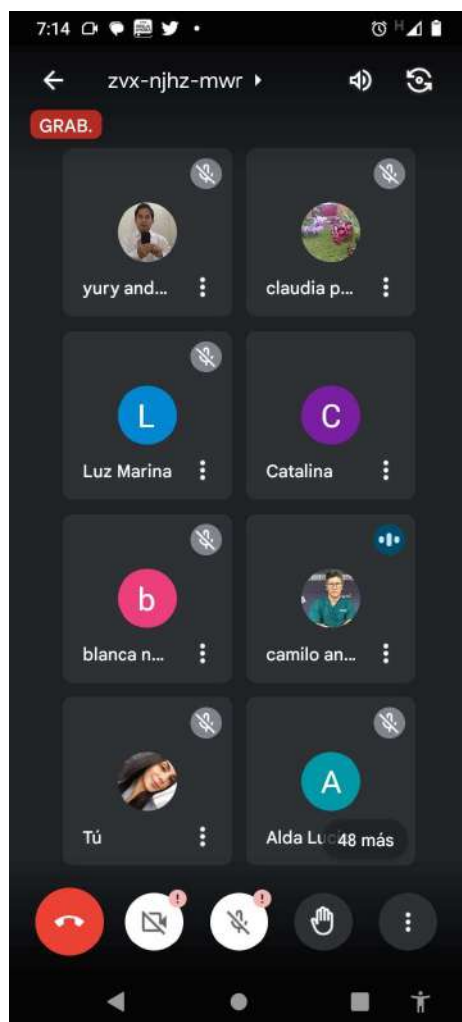 7:14
H
zvx-njhz-mwr
GRAB.
yury and...
claudia p...
L
C
Luz Marina
Catalina
b
blanca n...
camilo an...
A
Tú
Alda Luci
48 más